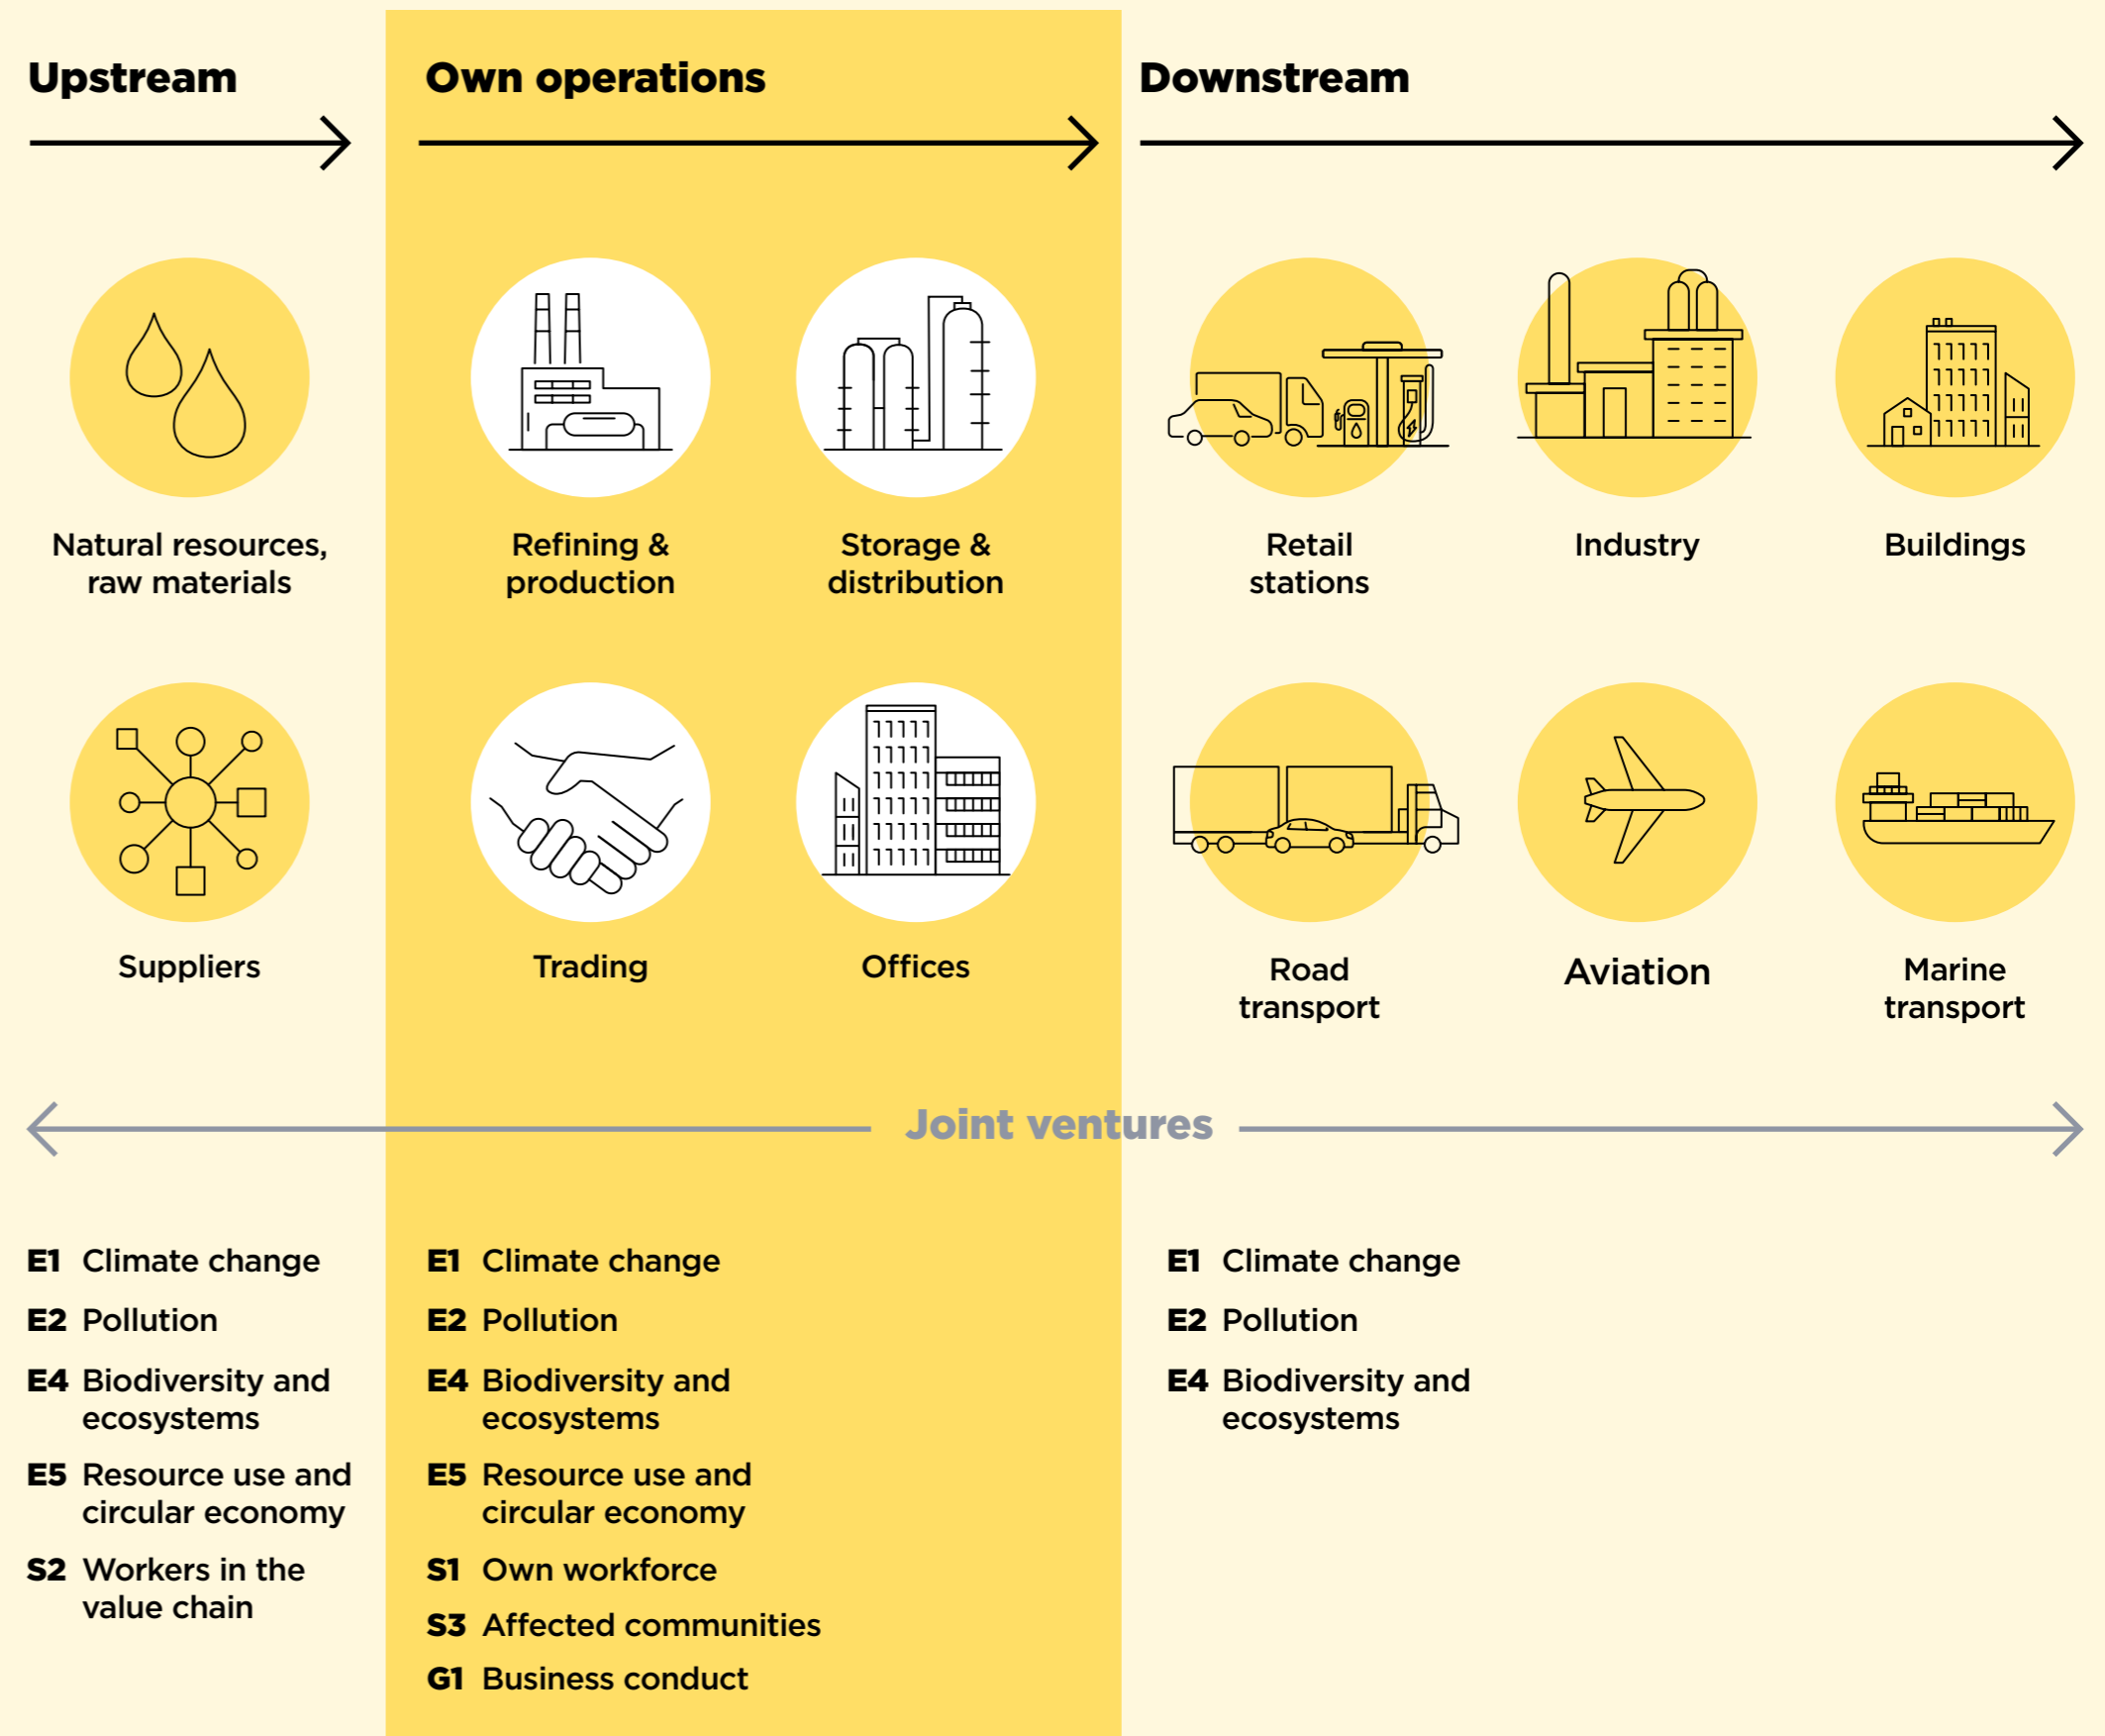 Upstream
Own operations
Downstream
Natural resources,
raw materials
Refining &
production
Storage &
distribution
Retail
stations
Industry
Buildings
Suppliers
Trading
Offices
Road
transport
Aviation
Marine
transport
Joint ventures
E1 Climate change
E2 Pollution
E4 Biodiversity and
ecosystems
E5 Resource use and
circular economy
S2 Workers in the
value chain
E1 Climate change
E2 Pollution
E4 Biodiversity and
ecosystems
E5 Resource use and
circular economy
S1 Own workforce
S3 Affected communities
G1 Business conduct
E1 Climate change
E2 Pollution
E4 Biodiversity and
ecosystems